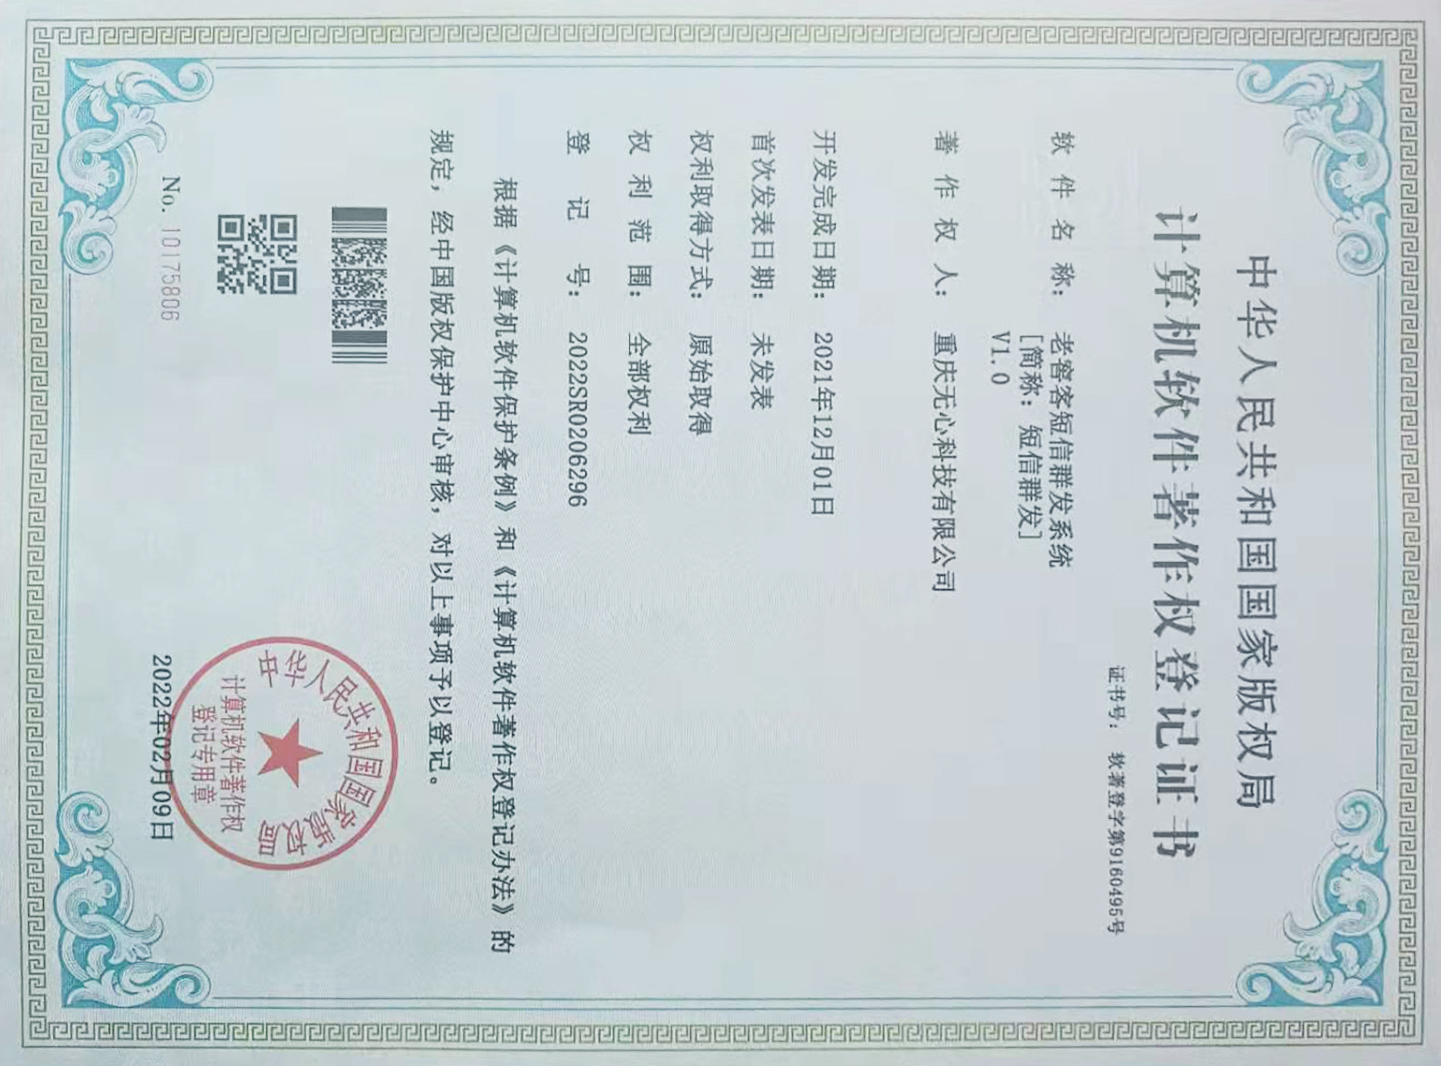 中华人民共和国国家版权局
计算机软件著作权登记证书
证书号： 软著登字第9160495号
软件名称： 老客客短信群发系统
[简称：短信群发]
V1.0
著作权人： 重庆无心科技有限公司
开发完成日期： 2021年12月01日
首次发表日期： 未发表
权利取得方式： 原始取得
权利范围： 全部权利
登记号： 2022SR0206296
根据《计算机软件保护条例》和《计算机软件著作权登记办法》的
规定，经中国版权保护中心审核，对以上事项予以登记。
中华人民共和国国家版权局
计算机软件著作权
登记专用章
No. 10175806
2022年02月09日